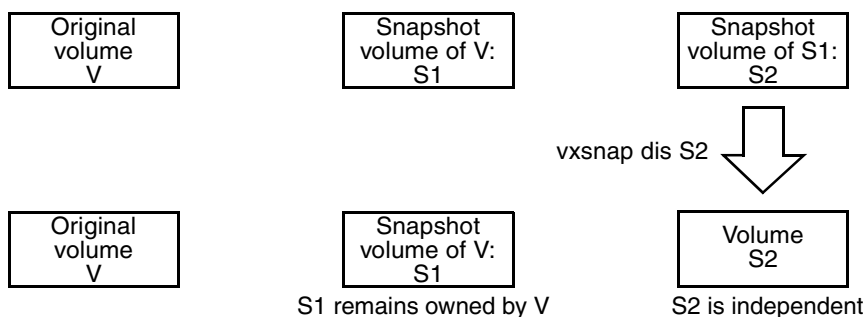 Original
volume
V
Snapshot
volume of V:
S1
Snapshot
volume of S1:
S2
vxsnap dis S2
Original
volume
V
Snapshot
volume of V:
S1
Volume
S2
S1 remains owned by V
S2 is independent